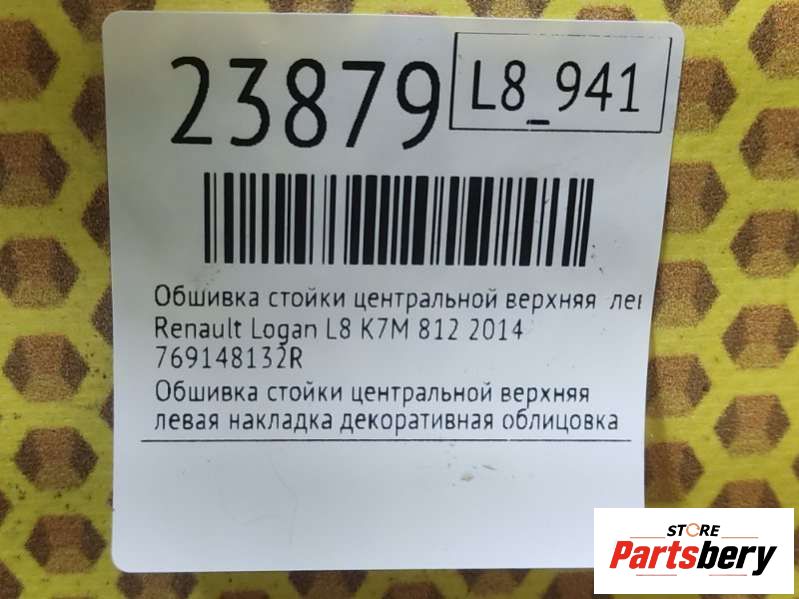 23879
L8_941
Обшивка стойки центральной верхняя
Renault Logan L8 K7M 812 2014
769148132R
Обшивка стойки центральной верхняя
левая накладка декоративная облицовка
STORE
Partsbery